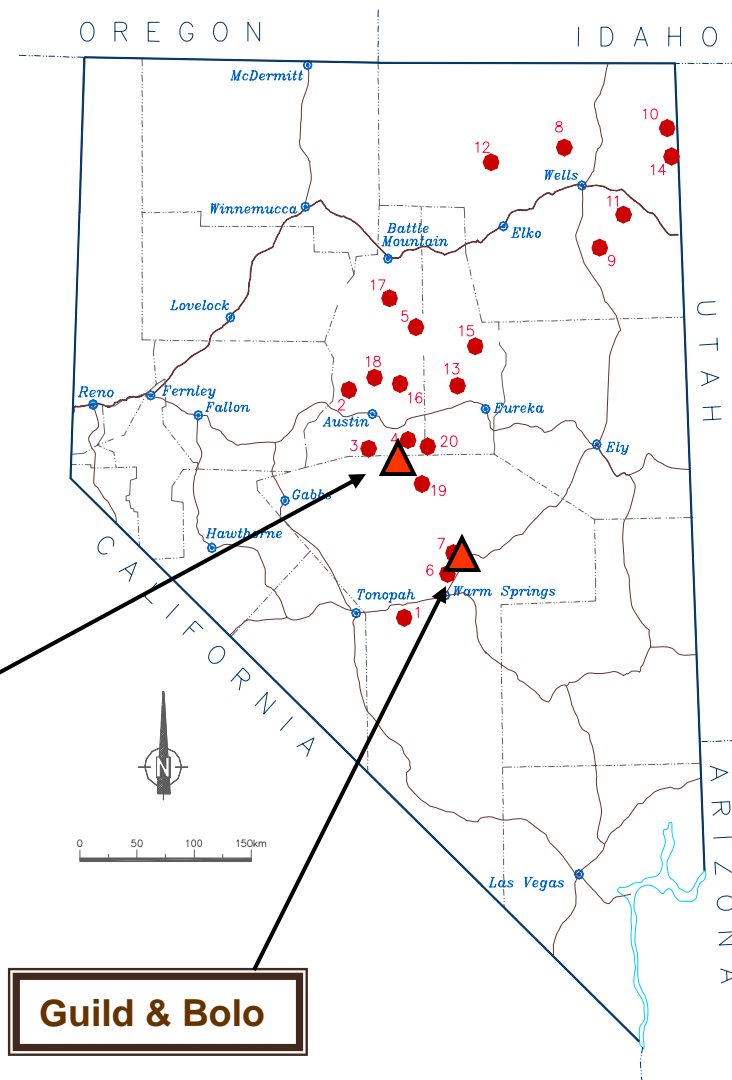 OREGON
IDAHO
McDermitt
10
8
12
14
Wells
11
Winnemucca
Battle
Mountain
Elko
9
17
Lovelock
5
UTAH
15
18
13
16
2
Reno
Fernley
Fallon
Austin
Eureka
4
3
20
Ely
19
Gabbs
Hawthorne
7
6
CALIFORNIA
Tonopah
Warm Springs
1
N
ARIZONA
0 50 100 150km
Las Vegas
Guild & Bolo